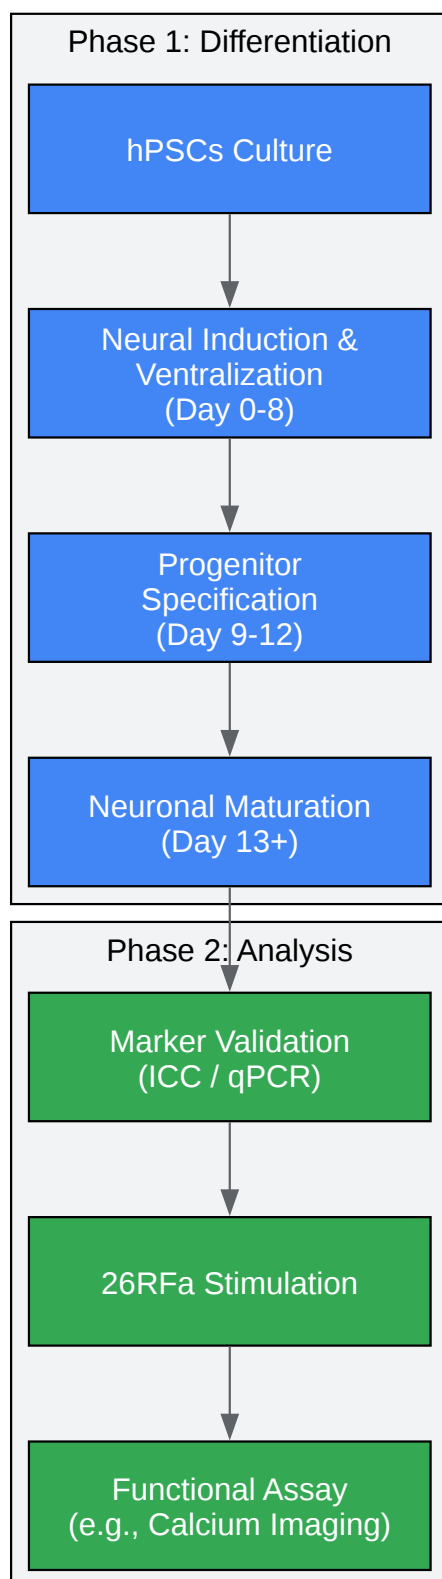 Phase 1: Differentiation
hPSCs Culture
Neural Induction &
Ventralization
(Day 0-8)
Progenitor
Specification
(Day 9-12)
Neuronal Maturation
(Day 13+)
Phase 2: Analysis
Marker Validation
(ICC / qPCR)
26RFa Stimulation
Functional Assay
(e.g., Calcium Imaging)